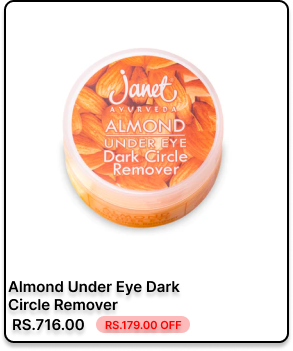 Janet
AYURVEDA
ALMOND
UNDER EYE
Dark Circle
Remover
Almond Under Eye Dark
Circle Remover
RS.716.00 RS.179.00 OFF